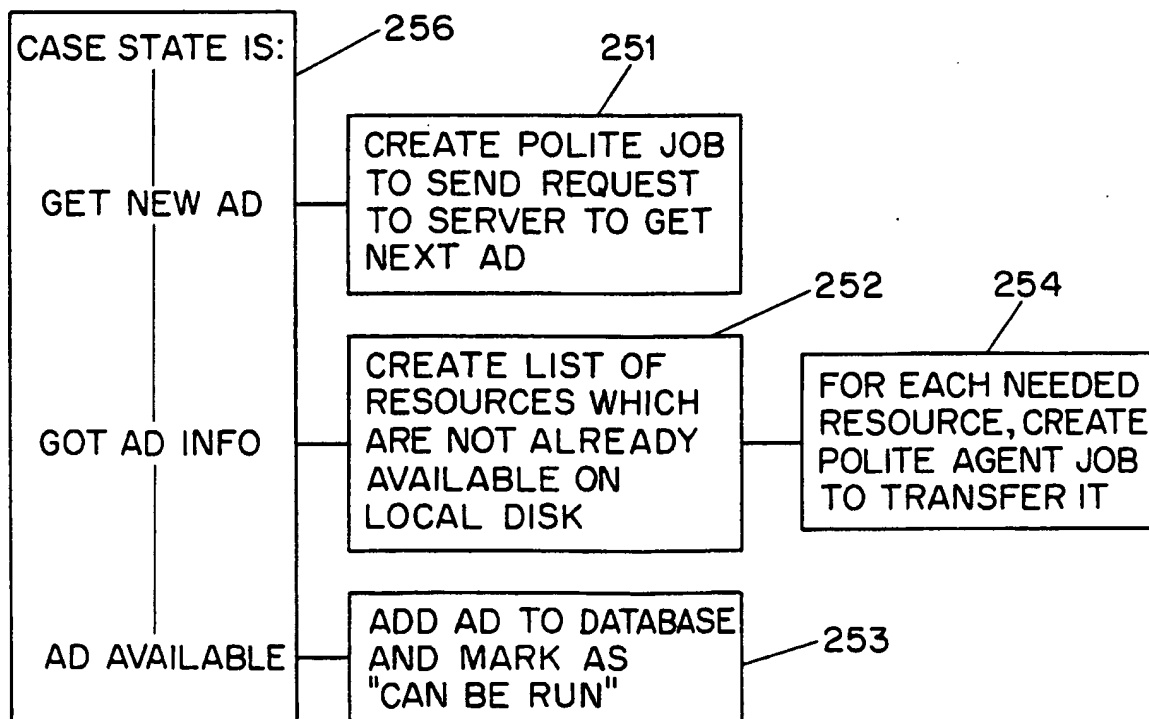 CASE STATE IS:
256
251
CREATE POLITE JOB
TO SEND REQUEST
TO SERVER TO GET
NEXT AD
GET NEW AD
252
254
CREATE LIST OF
RESOURCES WHICH
ARE NOT ALREADY
AVAILABLE ON
LOCAL DISK
FOR EACH NEEDED
RESOURCE, CREATE
POLITE AGENT JOB
TO TRANSFER IT
GOT AD INFO
ADD AD TO DATABASE
AND MARK AS
"CAN BE RUN"
253
AD AVAILABLE